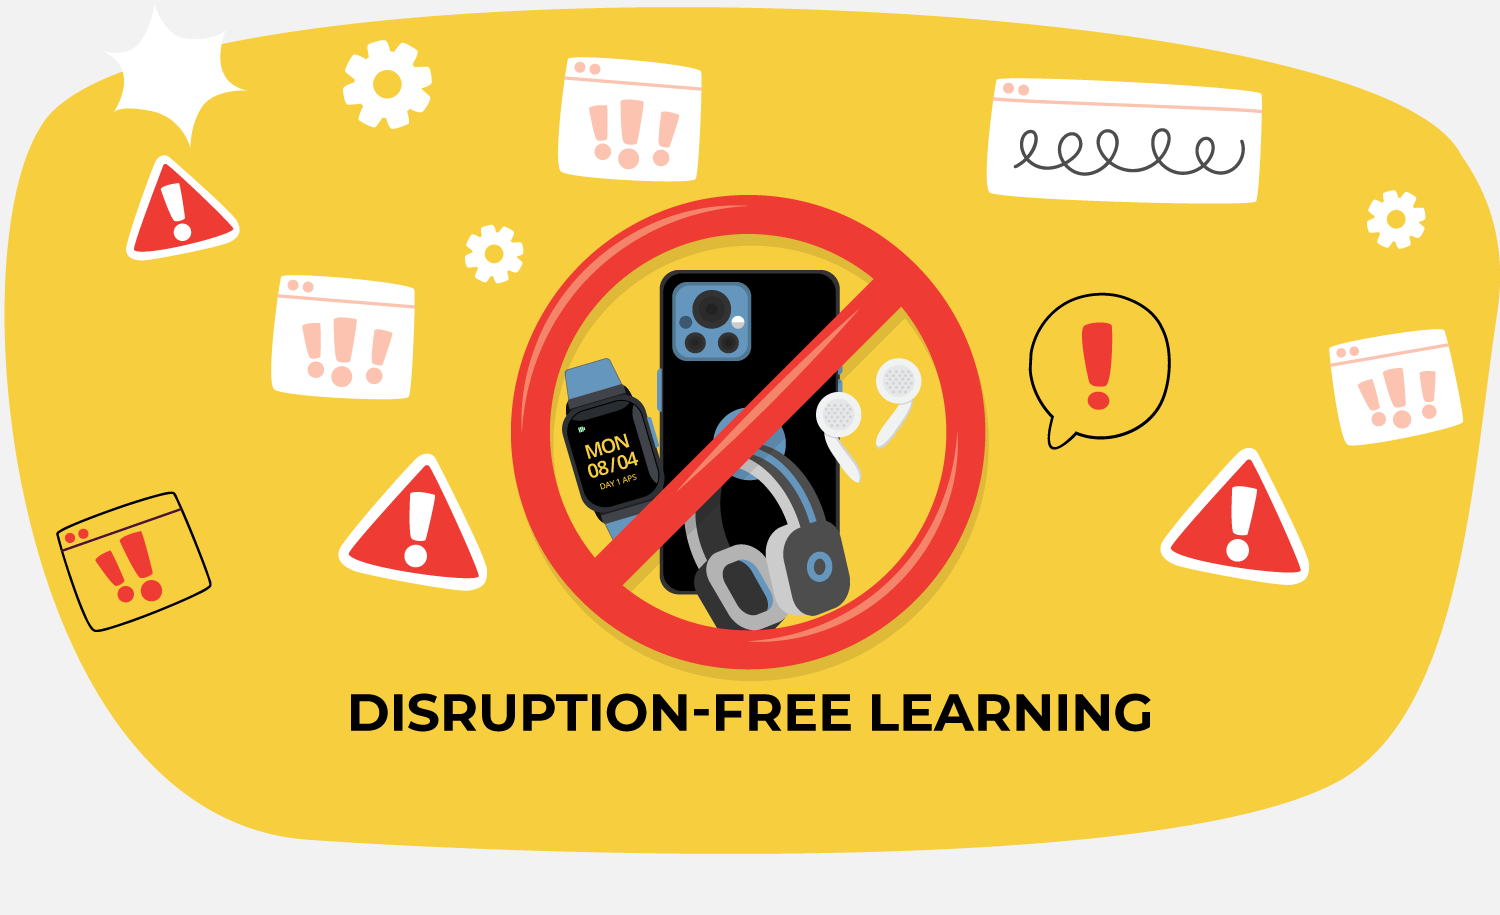 MON
08/04
DAY 1 APS
DISRUPTION-FREE LEARNING